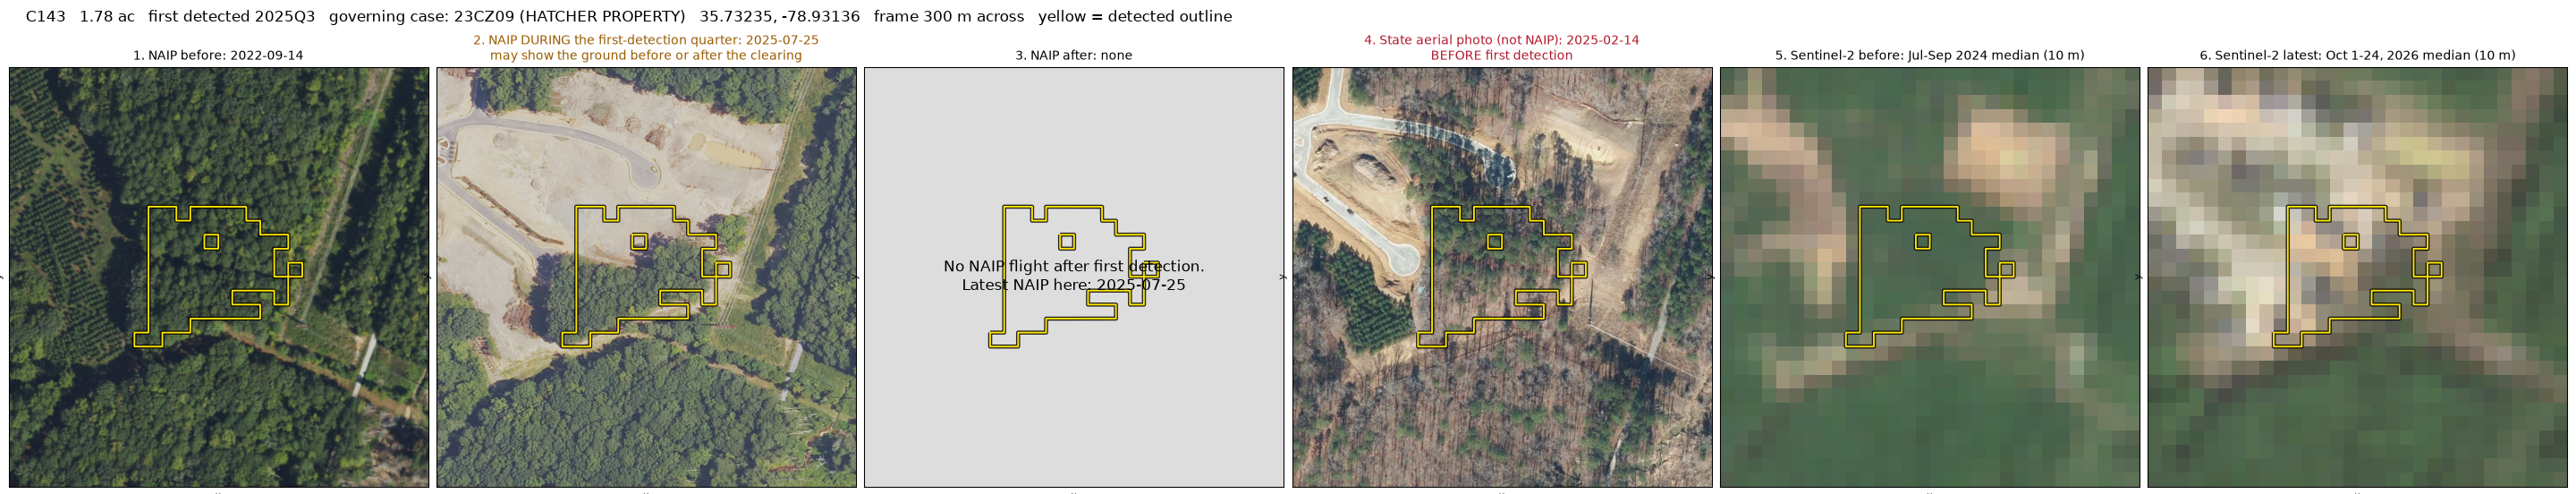 C143   1.78 ac   first detected 2025Q3   governing case: 23CZ09 (HATCHER PROPERTY)   35.73235, -78.93136   frame 300 m across   yellow = detected outline
1. NAIP before: 2022-09-14
2. NAIP DURING the first-detection quarter: 2025-07-25
may show the ground before or after the clearing
3. NAIP after: none
4. State aerial photo (not NAIP): 2025-02-14
BEFORE first detection
5. Sentinel-2 before: Jul-Sep 2024 median (10 m)
6. Sentinel-2 latest: Oct 1-24, 2026 median (10 m)
No NAIP flight after first detection.
Latest NAIP here: 2025-07-25